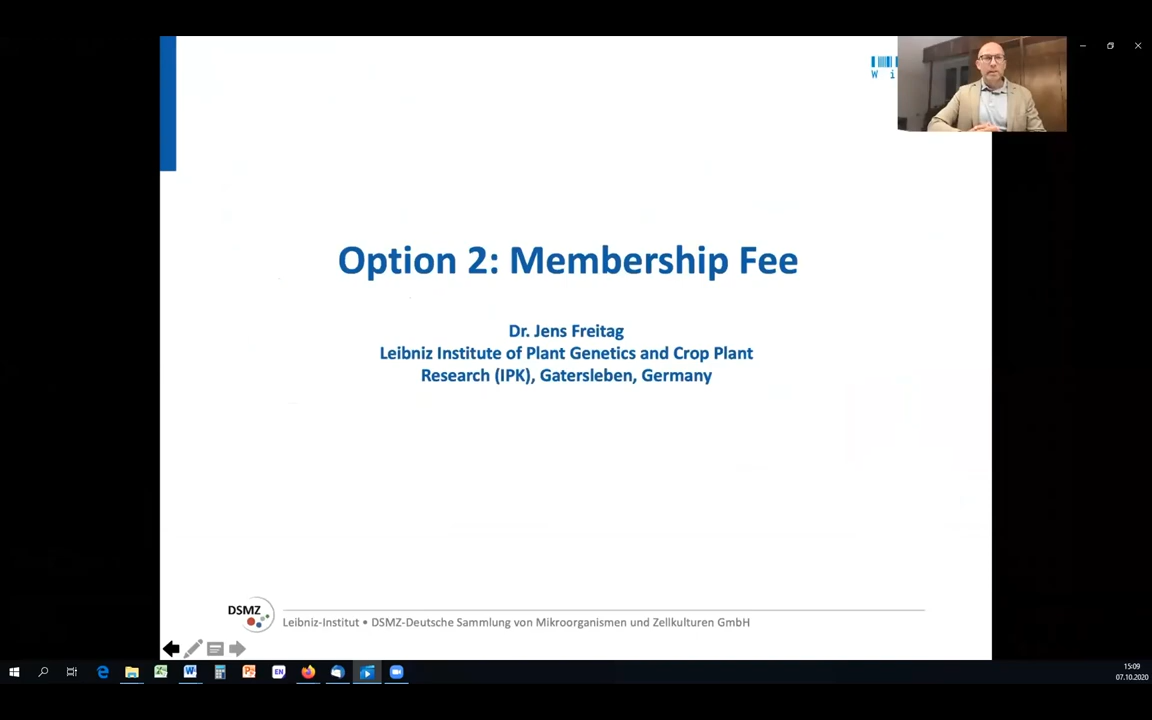 W i
Option 2: Membership Fee
Dr. Jens Freitag
Leibniz Institute of Plant Genetics and Crop Plant
Research (IPK), Gatersleben, Germany
DSMZ
Leibniz-Institut • DSMZ-Deutsche Sammlung von Mikroorganismen und Zellkulturen GmbH
EN
15:09
07.10.2020